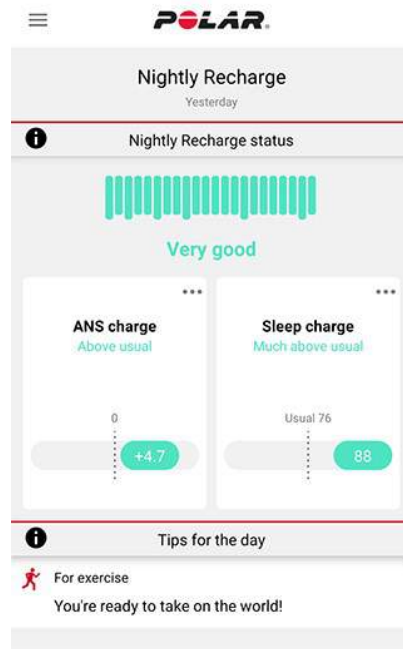 POLAR.
Nightly Recharge
Yesterday
Nightly Recharge status
Very good
ANS charge
Above usual
0
+4.7
Sleep charge
Much above usual
Usual 76
88
Tips for the day
For exercise
You're ready to take on the world!